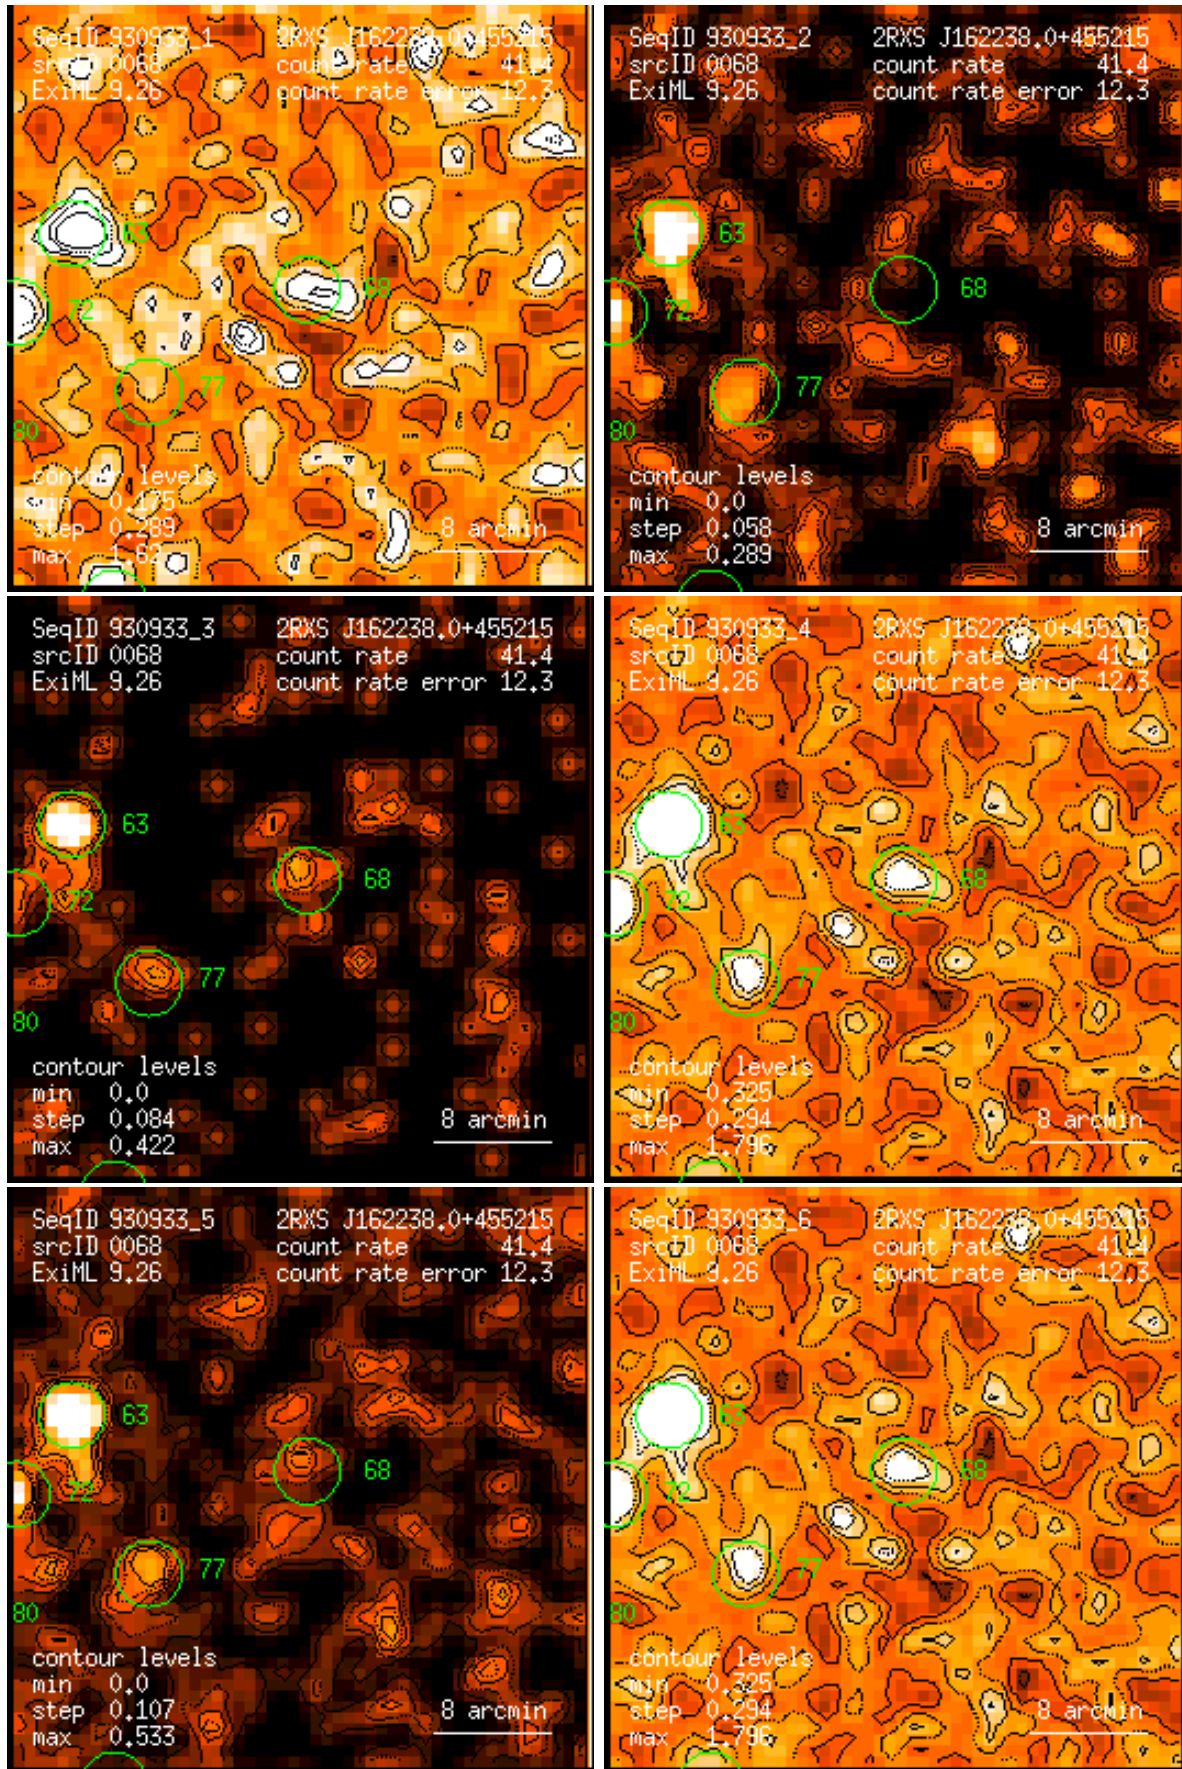 SeqID 930933_1 2RXS J162238.0+455215
srcID 0068 count rate 41.4
ExiML 9.26 count rate error 12.3
63
72
68
77
80
contour levels
min 0.175
step 0.289
max 1.62
8 arcmin
SeqID 930933_2 2RXS J162238.0+455215
srcID 0068 count rate 41.4
ExiML 9.26 count rate error 12.3
63
72
68
77
80
contour levels
min 0.0
step 0.058
max 0.289
8 arcmin
SeqID 930933_3 2RXS J162238.0+455215
srcID 0068 count rate 41.4
ExiML 9.26 count rate error 12.3
63
68
72
77
80
contour levels
min 0.0
step 0.084
max 0.422
8 arcmin
SeqID 930933_4 2RXS J162238.0+455215
srcID 0068 count rate 41.4
ExiML 9.26 count rate error 12.3
63
68
72
77
80
contour levels
min 0.325
step 0.294
max 1.796
8 arcmin
SeqID 930933_5 2RXS J162238.0+455215
srcID 0068 count rate 41.4
ExiML 9.26 count rate error 12.3
63
68
72
77
80
contour levels
min 0.0
step 0.107
max 0.533
8 arcmin
SeqID 930933_6 2RXS J162238.0+455215
srcID 0068 count rate 41.4
ExiML 9.26 count rate error 12.3
63
68
72
77
80
contour levels
min 0.325
step 0.294
max 1.796
8 arcmin